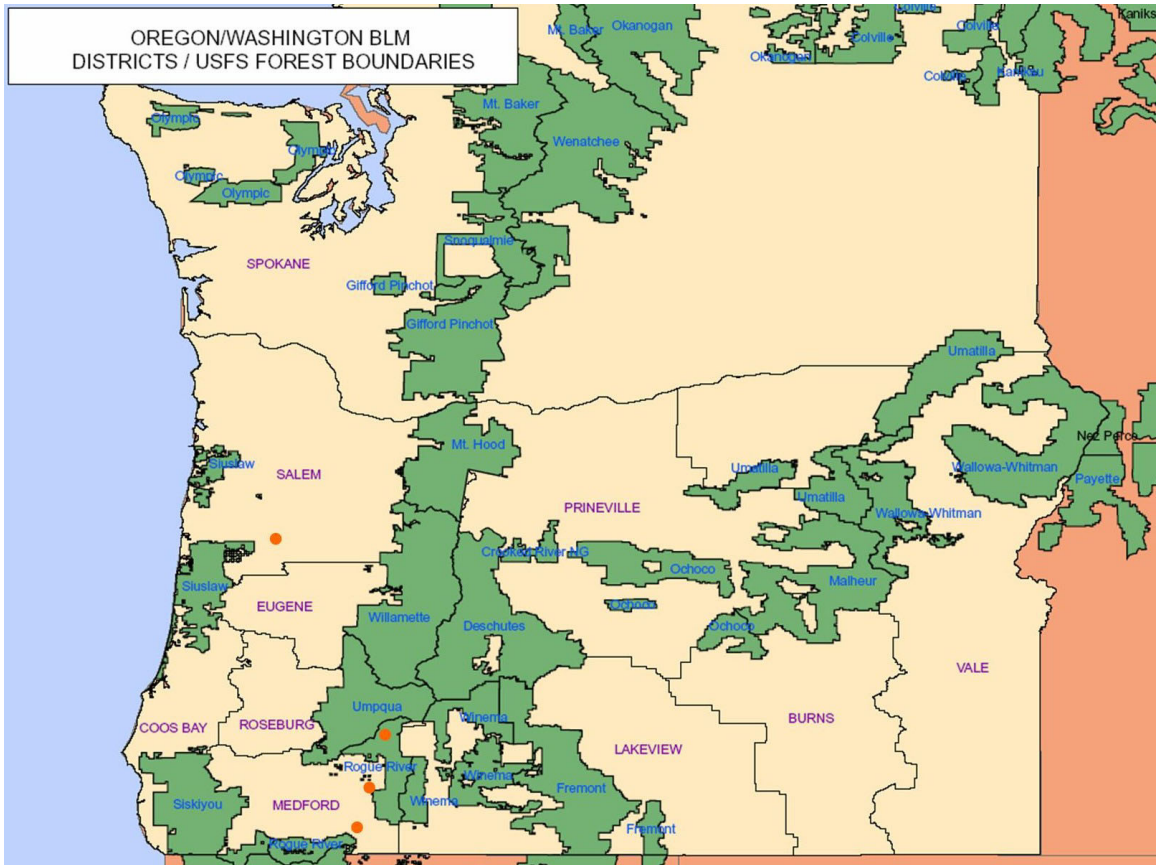 OREGON/WASHINGTON BLM
DISTRICTS / USFS FOREST BOUNDARIES
Colville
Kaniks
Mt. Baker
Okanogan
Colville
Colville
Okanogan
Colville
Kaniksu
Mt. Baker
Olympic
Wenatchee
Olympic
Olympic
Olympic
Snoqualmie
SPOKANE
Gifford Pinchot
Gifford Pinchot
Umatilla
Mt. Hood
Nez Perce
Siuslaw
SALEM
Umatilla
Wallowa-Whitman
Payette
Umatilla
PRINEVILLE
Wallowa-Whitman
Crooked River NG
Ochoco
Siuslaw
Malheur
EUGENE
Ochoco
Willamette
Deschutes
Ochoco
VALE
Umpqua
Winema
BURNS
COOS BAY
ROSEBURG
LAKEVIEW
Rogue River
Winema
Fremont
Siskiyou
MEDFORD
Winema
Fremont
Rogue River